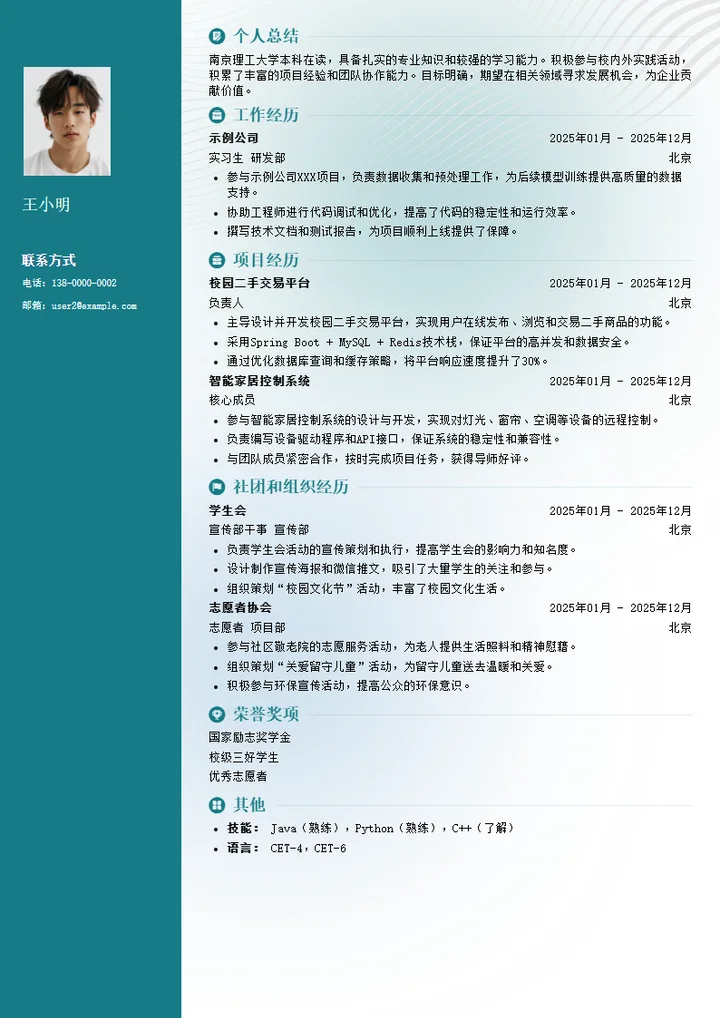 王小明
联系方式
电话：138-0000-0002
邮箱：user2@example.com
个人总结
南京理工大学本科在读，具备扎实的专业知识和较强的学习能力。积极参与校内外实践活动，
积累了丰富的项目经验和团队协作能力。目标明确，期望在相关领域寻求发展机会，为企业贡
献价值。
工作经历
示例公司 2025年01月 - 2025年12月
实习生 研发部 北京
• 参与示例公司XXX项目，负责数据收集和预处理工作，为后续模型训练提供高质量的数据
支持。
• 协助工程师进行代码调试和优化，提高了代码的稳定性和运行效率。
• 撰写技术文档和测试报告，为项目顺利上线提供了保障。
项目经历
校园二手交易平台 2025年01月 - 2025年12月
负责人 北京
• 主导设计并开发校园二手交易平台，实现用户在线发布、浏览和交易二手商品的功能。
• 采用Spring Boot + MySQL + Redis技术栈，保证平台的高并发和数据安全。
• 通过优化数据库查询和缓存策略，将平台响应速度提升了30%。
智能家居控制系统 2025年01月 - 2025年12月
核心成员 北京
• 参与智能家居控制系统的设计与开发，实现对灯光、窗帘、空调等设备的远程控制。
• 负责编写设备驱动程序和API接口，保证系统的稳定性和兼容性。
• 与团队成员紧密合作，按时完成项目任务，获得导师好评。
社团和组织经历
学生会 2025年01月 - 2025年12月
宣传部干事 宣传部 北京
• 负责学生会活动的宣传策划和执行，提高学生会的影响力和知名度。
• 设计制作宣传海报和微信推文，吸引了大量学生的关注和参与。
• 组织策划“校园文化节”活动，丰富了校园文化生活。
志愿者协会 2025年01月 - 2025年12月
志愿者 项目部 北京
• 参与社区敬老院的志愿服务活动，为老人提供生活照料和精神慰藉。
• 组织策划“关爱留守儿童”活动，为留守儿童送去温暖和关爱。
• 积极参与环保宣传活动，提高公众的环保意识。
荣誉奖项
国家励志奖学金
校级三好学生
优秀志愿者
其他
• 技能： Java（熟练），Python（熟练），C++（了解）
• 语言： CET-4，CET-6